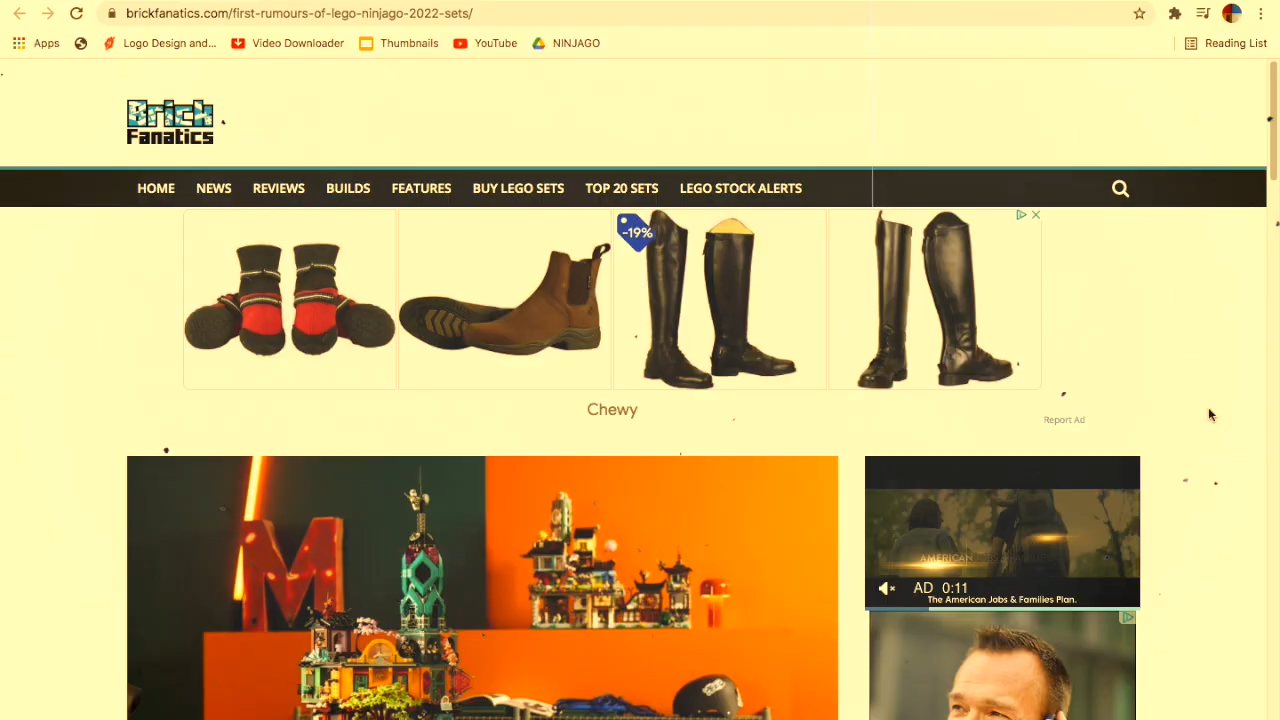 brickfanatics.com/first-rumours-of-lego-ninjago-2022-sets/
Apps Logo Design and... Video Downloader Thumbnails YouTube NINJAGO Reading List
Brick
Fanatics
HOME NEWS REVIEWS BUILDS FEATURES BUY LEGO SETS TOP 20 SETS LEGO STOCK ALERTS
-19%
Chewy
Report Ad
M
AMERICAN
AD 0:11
The American Jobs & Families Plan.